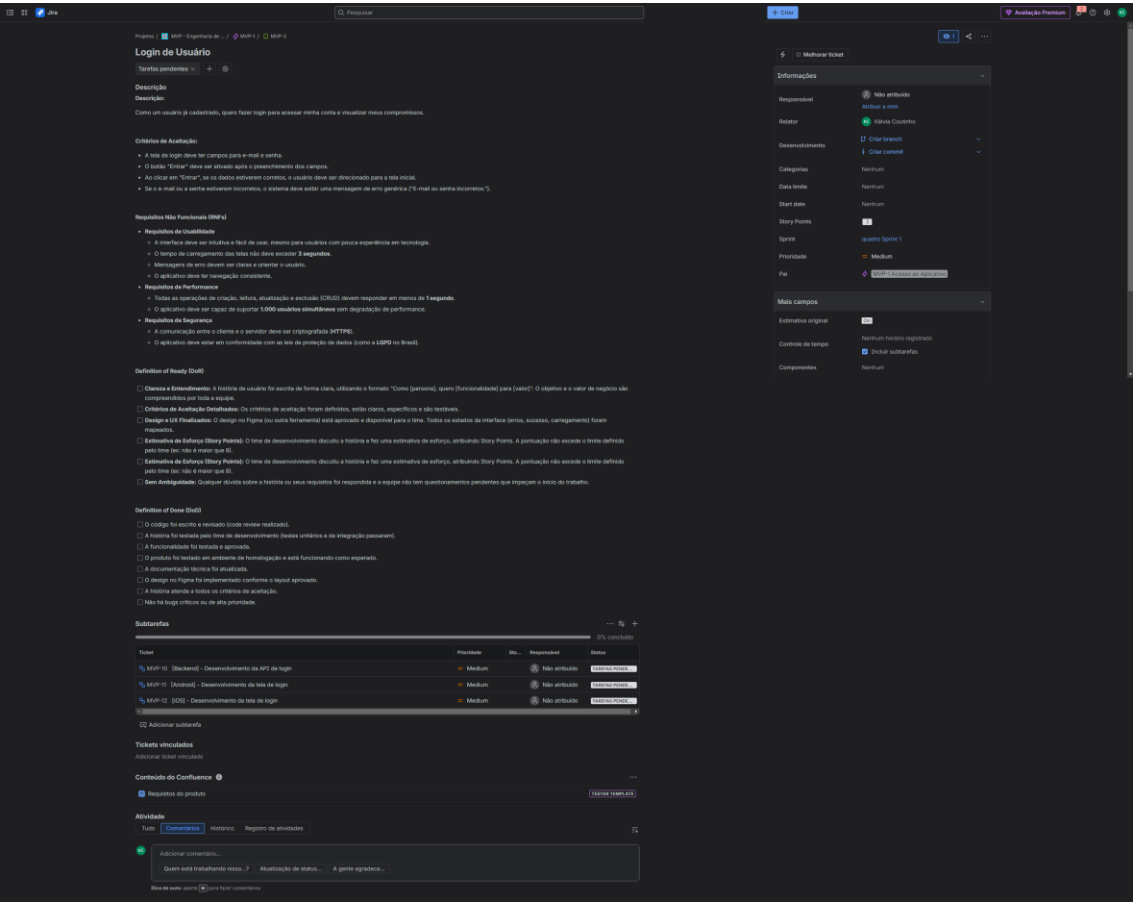 Jira
Pesquisar
Criar
Avaliação Premium
Projetos / MVP - Engenharia de ... / MVP-1 / MVP-2
1
Login de Usuário
Melhorar ticket
Tarefas pendentes
Descrição
Descrição:
Como um usuário já cadastrado, quero fazer login para acessar minha conta e visualizar meus compromissos.
Critérios de Aceitação:
A tela de login deve ter campos para e-mail e senha.
O botão "Entrar" deve ser ativado após o preenchimento dos campos.
Ao clicar em "Entrar", se os dados estiverem corretos, o usuário deve ser direcionado para a tela inicial.
Se o e-mail ou a senha estiverem incorretos, o sistema deve exibir uma mensagem de erro genérica ("E-mail ou senha incorretos.").
Requisitos Não Funcionais (RNFs)
Requisitos de Usabilidade
A interface deve ser intuitiva e fácil de usar, mesmo para usuários com pouca experiência em tecnologia.
O tempo de carregamento das telas não deve exceder 3 segundos.
Mensagens de erro devem ser claras e orientar o usuário.
O aplicativo deve ter navegação consistente.
Requisitos de Performance
Todas as operações de criação, leitura, atualização e exclusão (CRUD) devem responder em menos de 1 segundo.
O aplicativo deve ser capaz de suportar 1.000 usuários simultâneos sem degradação de performance.
Requisitos de Segurança
A comunicação entre o cliente e o servidor deve ser criptografada (HTTPS).
O aplicativo deve estar em conformidade com as leis de proteção de dados (como a LGPD no Brasil).
Definition of Ready (DoR)
Clareza e Entendimento: A história de usuário foi escrita de forma clara, utilizando o formato "Como [persona], quero [funcionalidade] para [valor]". O objetivo e o valor de negócio são
compreendidos por toda a equipe.
Critérios de Aceitação Detalhados: Os critérios de aceitação foram definidos, estão claros, específicos e são testáveis.
Design e UX Finalizados: O design no Figma (ou outra ferramenta) está aprovado e disponível para o time. Todos os estados da interface (erros, sucesso, carregamento) foram
mapeados.
Estimativa de Esforço (Story Points): O time de desenvolvimento discutiu a história e fez uma estimativa de esforço, atribuindo Story Points. A pontuação não excede o limite definido
pelo time (ex: não é maior que 8).
Estimativa de Esforço (Story Points): O time de desenvolvimento discutiu a história e fez uma estimativa de esforço, atribuindo Story Points. A pontuação não excede o limite definido
pelo time (ex: não é maior que 8).
Sem Ambiguidade: Qualquer dúvida sobre a história ou seus requisitos foi respondida e a equipe não tem questionamentos pendentes que impeçam o início do trabalho.
Definition of Done (DoD)
O código foi escrito e revisado (code review realizado).
A história foi testada pelo time de desenvolvimento (testes unitários e de integração passaram).
A funcionalidade foi testada e aprovada.
O produto foi testado em ambiente de homologação e está funcionando como esperado.
A documentação técnica foi atualizada.
O design no Figma foi implementado conforme o layout aprovado.
A história atende a todos os critérios de aceitação.
Não há bugs críticos ou de alta prioridade.
Subtarefas
0% concluído
Ticket Prioridade Sto... Responsável Status
MVP-10 [Backend] - Desenvolvimento da API de login Medium Não atribuído TAREFAS PENDE...
MVP-11 [Android] - Desenvolvimento da tela de login Medium Não atribuído TAREFAS PENDE...
MVP-12 [iOS] - Desenvolvimento da tela de login Medium Não atribuído TAREFAS PENDE...
Adicionar subtarefa
Tickets vinculados
Adicionar ticket vinculado
Conteúdo do Confluence
Requisitos do produto TESTAR TEMPLATE
Atividade
Tudo Comentários Histórico Registro de atividades
KC
Adicionar comentário...
Quem está trabalhando nisso...? Atualização de status... A gente agradece...
Dica de ouro: aperte M para fazer comentários
Informações
Responsável Não atribuído
Atribuir a mim
Relator KC Kélvia Coutinho
Desenvolvimento Criar branch
Criar commit
Categorias Nenhum
Data limite Nenhum
Start date Nenhum
Story Points
Sprint quadro Sprint 1
Prioridade Medium
Pai MVP-1 Acesso ao Aplicativo
Mais campos
Estimativa original
Controle de tempo Nenhum horário registrado
Incluir subtarefas
Componentes Nenhum